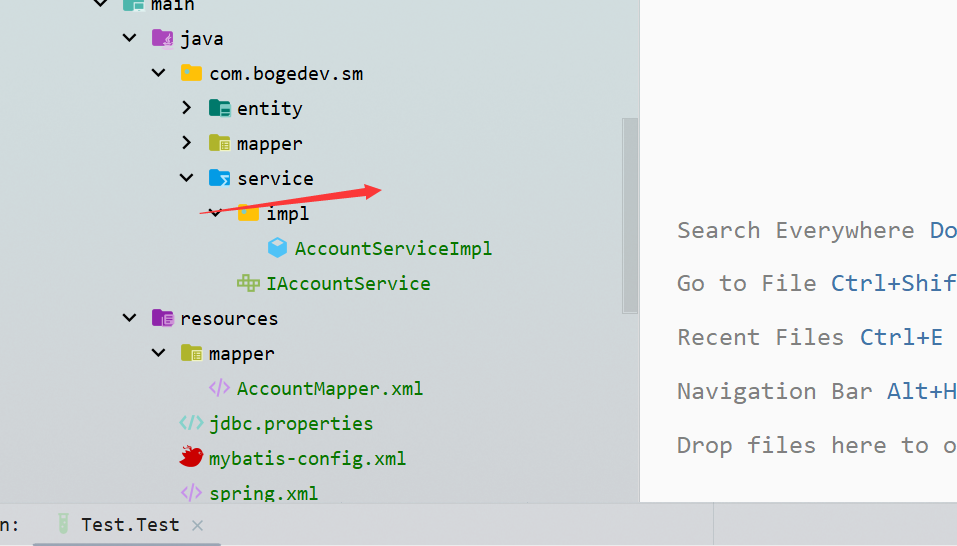 main
java
com.bogedev.sm
entity
mapper
service
impl
AccountServiceImpl
IAccountService
resources
mapper
AccountMapper.xml
jdbc.properties
mybatis-config.xml
spring.xml
Search Everywhere Do
Go to File Ctrl+Shif
Recent Files Ctrl+E
Navigation Bar Alt+H
Drop files here to o
n:
Test.Test